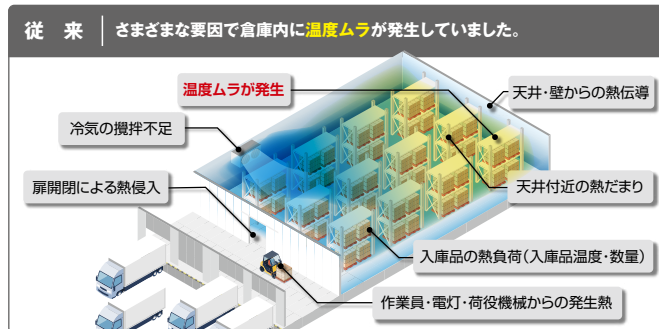 従 来
さまざまな要因で倉庫内に温度ムラが発生していました。
温度ムラが発生
天井・壁からの熱伝導
冷気の攪拌不足
扉開閉による熱侵入
天井付近の熱だまり
入庫品の熱負荷(入庫品温度・数量)
作業員・電灯・荷役機械からの発生熱